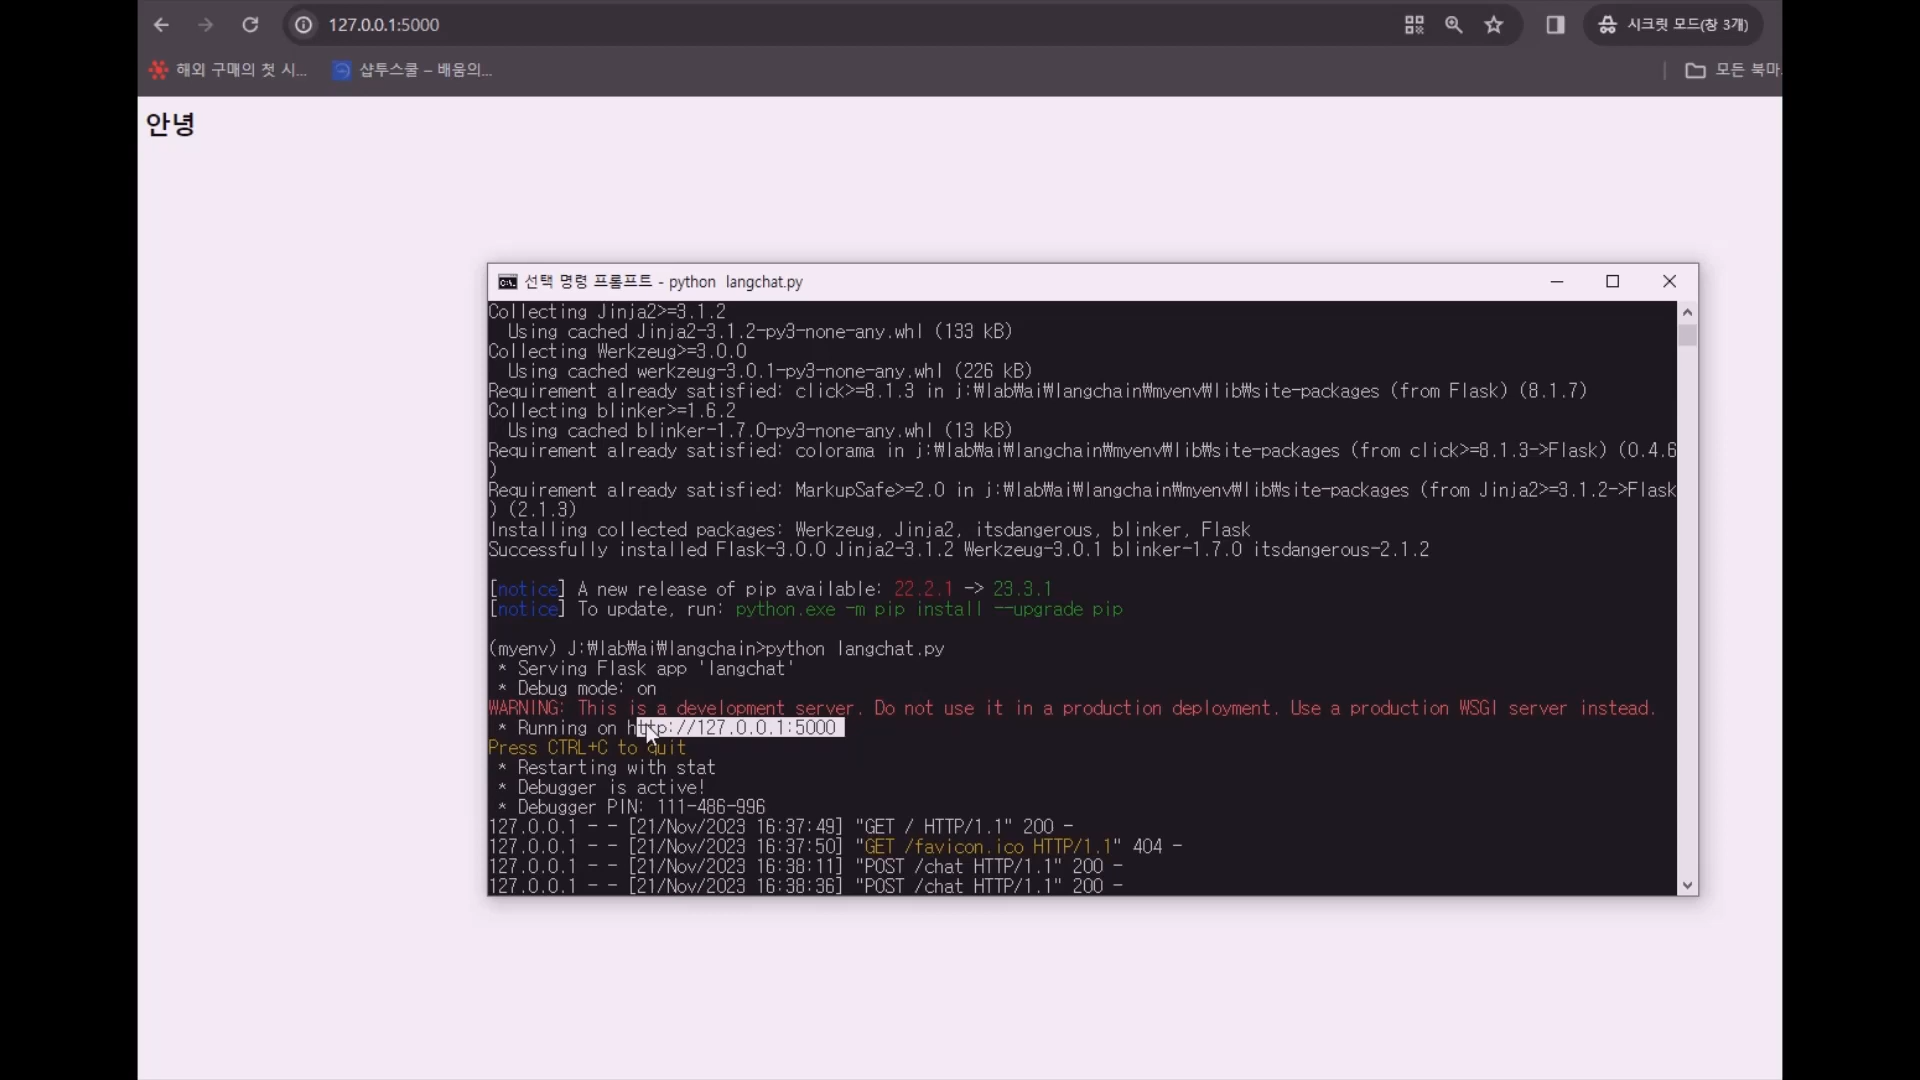 127.0.0.1:5000
시크릿 모드(창 3개)
해외 구매의 첫 시...
샵투스쿨 – 배움의...
모든 북마
안녕
선택 명령 프롬프트 - python  langchat.py
Collecting Jinja2>=3.1.2
  Using cached Jinja2-3.1.2-py3-none-any.whl (133 kB)
Collecting Werkzeug>=3.0.0
  Using cached werkzeug-3.0.1-py3-none-any.whl (226 kB)
Requirement already satisfied: click>=8.1.3 in j:₩lab₩ai₩langchain₩myenv₩lib₩site-packages (from Flask) (8.1.7)
Collecting blinker>=1.6.2
  Using cached blinker-1.7.0-py3-none-any.whl (13 kB)
Requirement already satisfied: colorama in j:₩lab₩ai₩langchain₩myenv₩lib₩site-packages (from click>=8.1.3->Flask) (0.4.6
)
Requirement already satisfied: MarkupSafe>=2.0 in j:₩lab₩ai₩langchain₩myenv₩lib₩site-packages (from Jinja2>=3.1.2->Flask
) (2.1.3)
Installing collected packages: Werkzeug, Jinja2, itsdangerous, blinker, Flask
Successfully installed Flask-3.0.0 Jinja2-3.1.2 Werkzeug-3.0.1 blinker-1.7.0 itsdangerous-2.1.2
[notice] A new release of pip available: 22.2.1 -> 23.3.1
[notice] To update, run: python.exe -m pip install --upgrade pip
(myenv) J:₩lab₩ai₩langchain>python langchat.py
 * Serving Flask app 'langchat'
 * Debug mode: on
WARNING: This is a development server. Do not use it in a production deployment. Use a production WSGI server instead.
 * Running on http://127.0.0.1:5000
Press CTRL+C to quit
 * Restarting with stat
 * Debugger is active!
 * Debugger PIN: 111-486-996
127.0.0.1 - - [21/Nov/2023 16:37:49] "GET / HTTP/1.1" 200 -
127.0.0.1 - - [21/Nov/2023 16:37:50] "GET /favicon.ico HTTP/1.1" 404 -
127.0.0.1 - - [21/Nov/2023 16:38:11] "POST /chat HTTP/1.1" 200 -
127.0.0.1 - - [21/Nov/2023 16:38:36] "POST /chat HTTP/1.1" 200 -